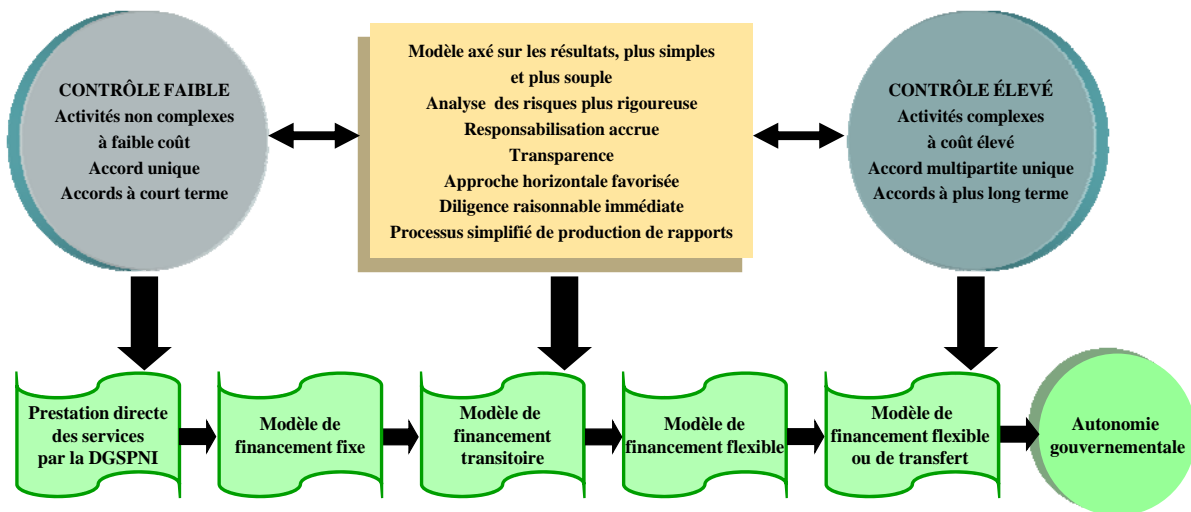 CONTRÔLE FAIBLE
Activités non complexes
à faible coût
Accord unique
Accords à court terme
Modèle axé sur les résultats, plus simples
et plus souple
Analyse des risques plus rigoureuse
Responsabilisation accrue
Transparence
Approche horizontale favorisée
Diligence raisonnable immédiate
Processus simplifié de production de rapports
CONTRÔLE ÉLEVÉ
Activités complexes
à coût élevé
Accord multipartite unique
Accords à plus long terme
Prestation directe
des services
par la DGSPNI
Modèle de
financement fixe
Modèle de
financement
transitoire
Modèle de
financement flexible
Modèle de
financement flexible
ou de transfert
Autonomie
gouvernementale